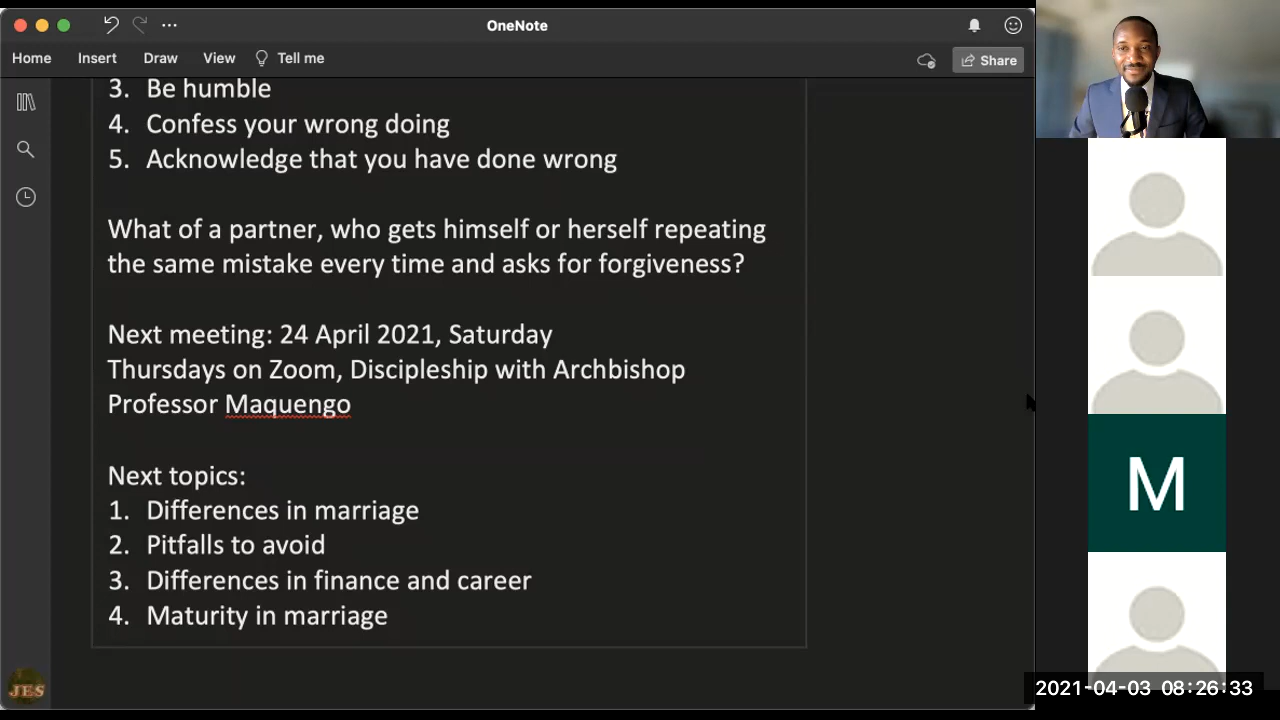 OneNote
Home Insert Draw View Tell me Share
3. Be humble
4. Confess your wrong doing
5. Acknowledge that you have done wrong
What of a partner, who gets himself or herself repeating
the same mistake every time and asks for forgiveness?
Next meeting: 24 April 2021, Saturday
Thursdays on Zoom, Discipleship with Archbishop
Professor Maquengo
Next topics:
1. Differences in marriage
2. Pitfalls to avoid
3. Differences in finance and career
4. Maturity in marriage
JES
M
2021-04-03 08:26:33